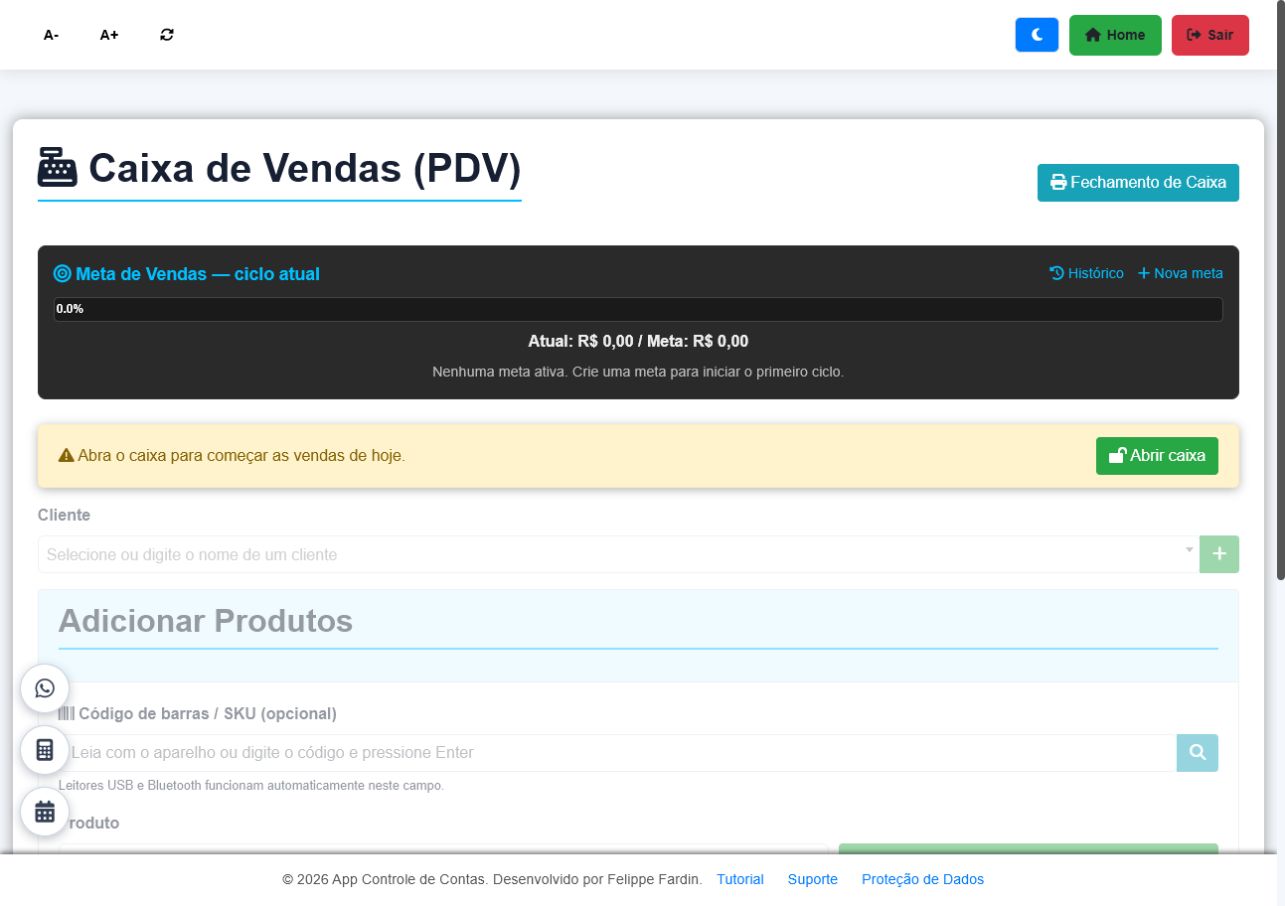 A-
A+
Home
Sair
Caixa de Vendas (PDV)
Fechamento de Caixa
Meta de Vendas — ciclo atual
Histórico
Nova meta
0.0%
Atual: R$ 0,00 / Meta: R$ 0,00
Nenhuma meta ativa. Crie uma meta para iniciar o primeiro ciclo.
Abra o caixa para começar as vendas de hoje.
Abrir caixa
Cliente
Selecione ou digite o nome de um cliente
Adicionar Produtos
Código de barras / SKU (opcional)
Leia com o aparelho ou digite o código e pressione Enter
Leitores USB e Bluetooth funcionam automaticamente neste campo.
roduto
© 2026 App Controle de Contas. Desenvolvido por Felippe Fardin. Tutorial Suporte Proteção de Dados